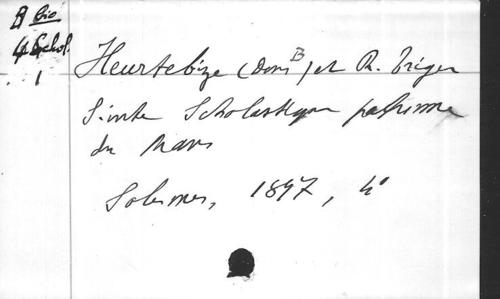 B Bio
4 Schol.
1
Heurtebize (Dom B) et R. Triger
Sainte Scholastique patronne
du Mans
Solesmes, 1897, 4°